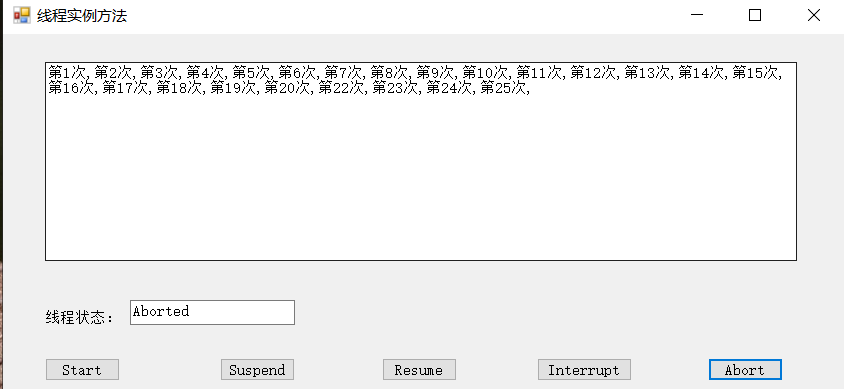 线程实例方法
第1次,第2次,第3次,第4次,第5次,第6次,第7次,第8次,第9次,第10次,第11次,第12次,第13次,第14次,第15次,
第16次,第17次,第18次,第19次,第20次,第22次,第23次,第24次,第25次,
线程状态： Aborted
Start Suspend Resume Interrupt Abort